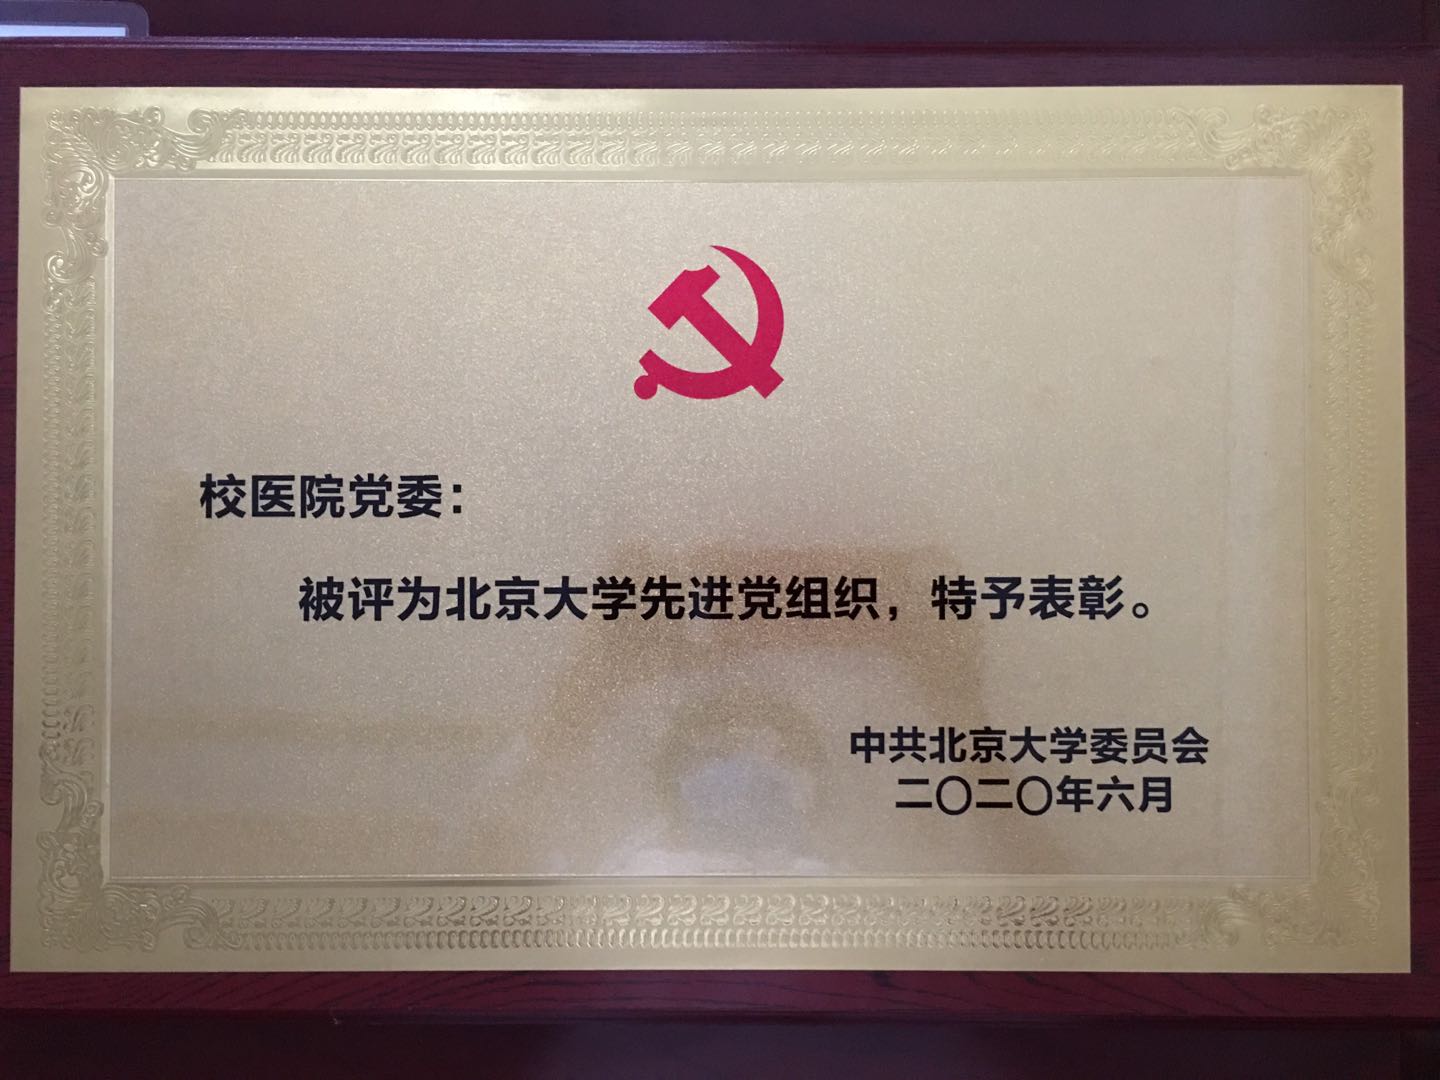 校医院党委：
被评为北京大学先进党组织，特予表彰。
中共北京大学委员会
二〇二〇年六月